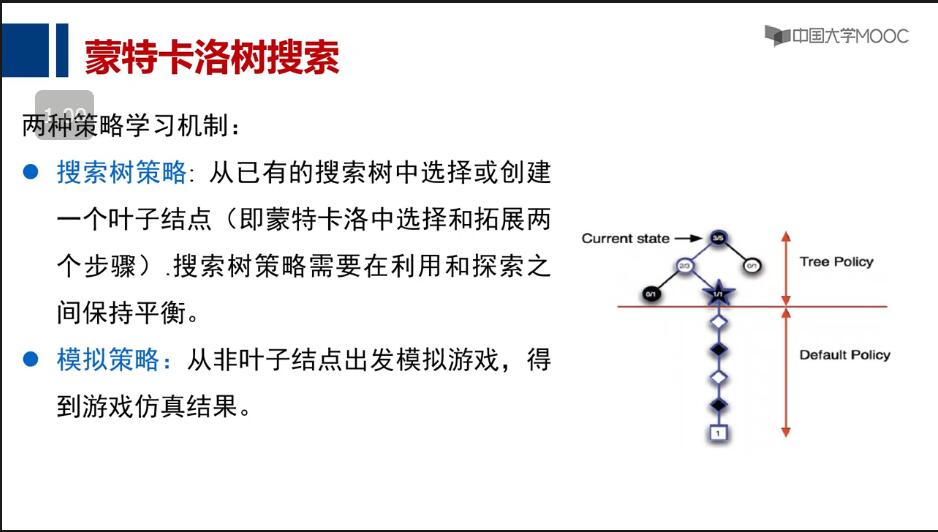 中国大学MOOC
蒙特卡洛树搜索
两种策略学习机制：
搜索树策略：从已有的搜索树中选择或创建
一个叶子结点（即蒙特卡洛中选择和拓展两
个步骤）.搜索树策略需要在利用和探索之
间保持平衡。
模拟策略：从非叶子结点出发模拟游戏，得
到游戏仿真结果。
Current state
3/5
2/3
0/1
0/1
1/1
Tree Policy
Default Policy
1